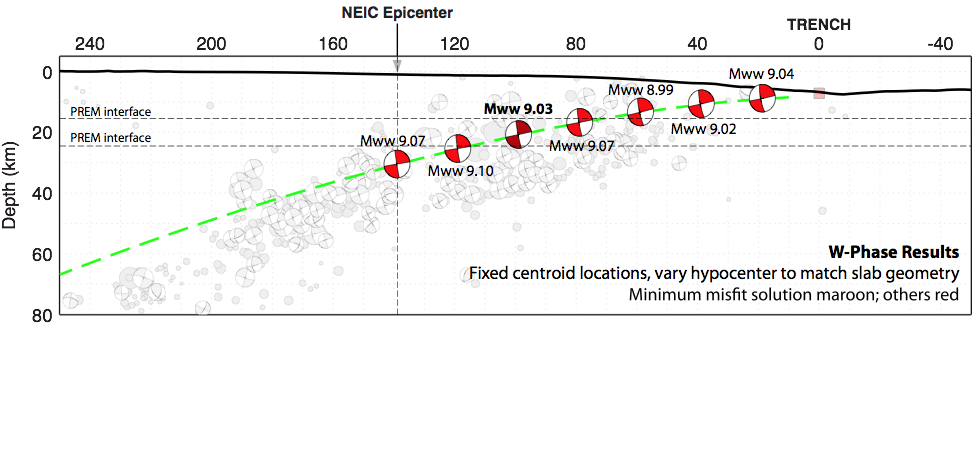 NEIC Epicenter
TRENCH
240 200 160 120 80 40 0 -40
0
20
40
60
80
Depth (km)
PREM interface
PREM interface
Mww 9.07
Mww 9.10
Mww 9.03
Mww 9.07
Mww 8.99
Mww 9.02
Mww 9.04
W-Phase Results
Fixed centroid locations, vary hypocenter to match slab geometry
Minimum misfit solution maroon; others red